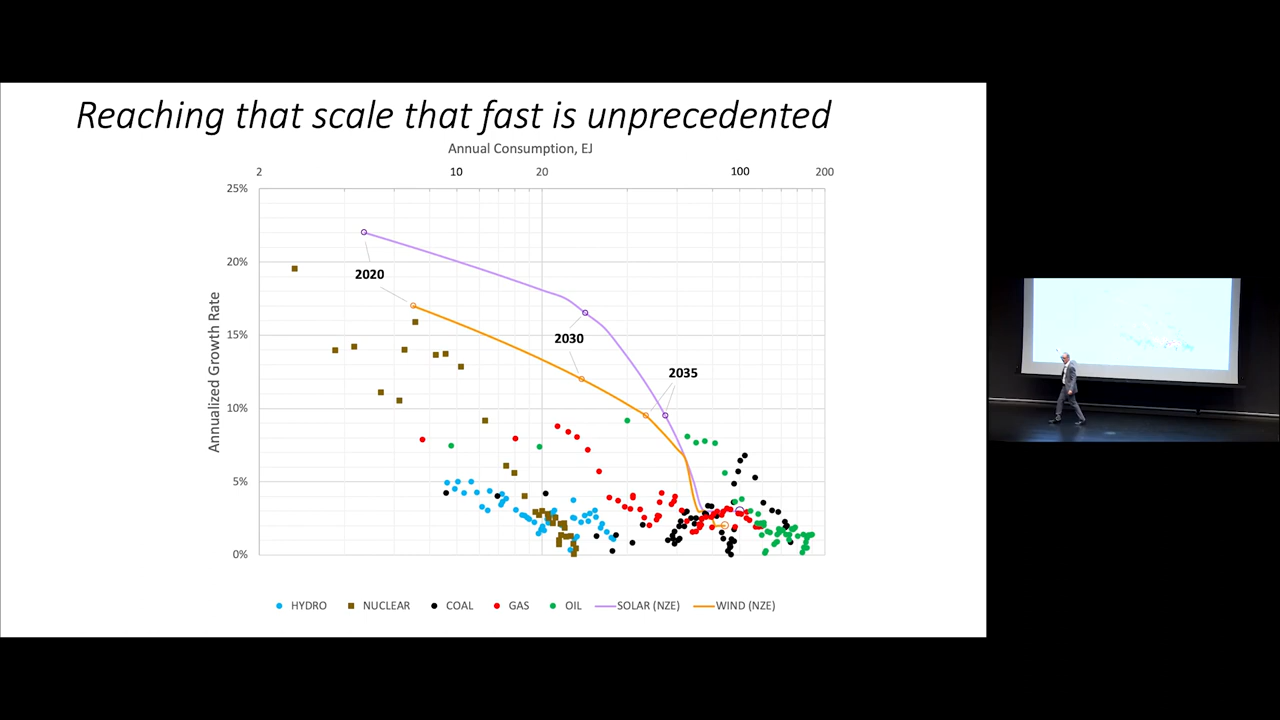 Reaching that scale that fast is unprecedented
Annual Consumption, EJ
2 10 20 100 200
25%
20%
15%
10%
5%
0%
Annualized Growth Rate
2020
2030
2035
HYDRO NUCLEAR COAL GAS OIL SOLAR (NZE) WIND (NZE)